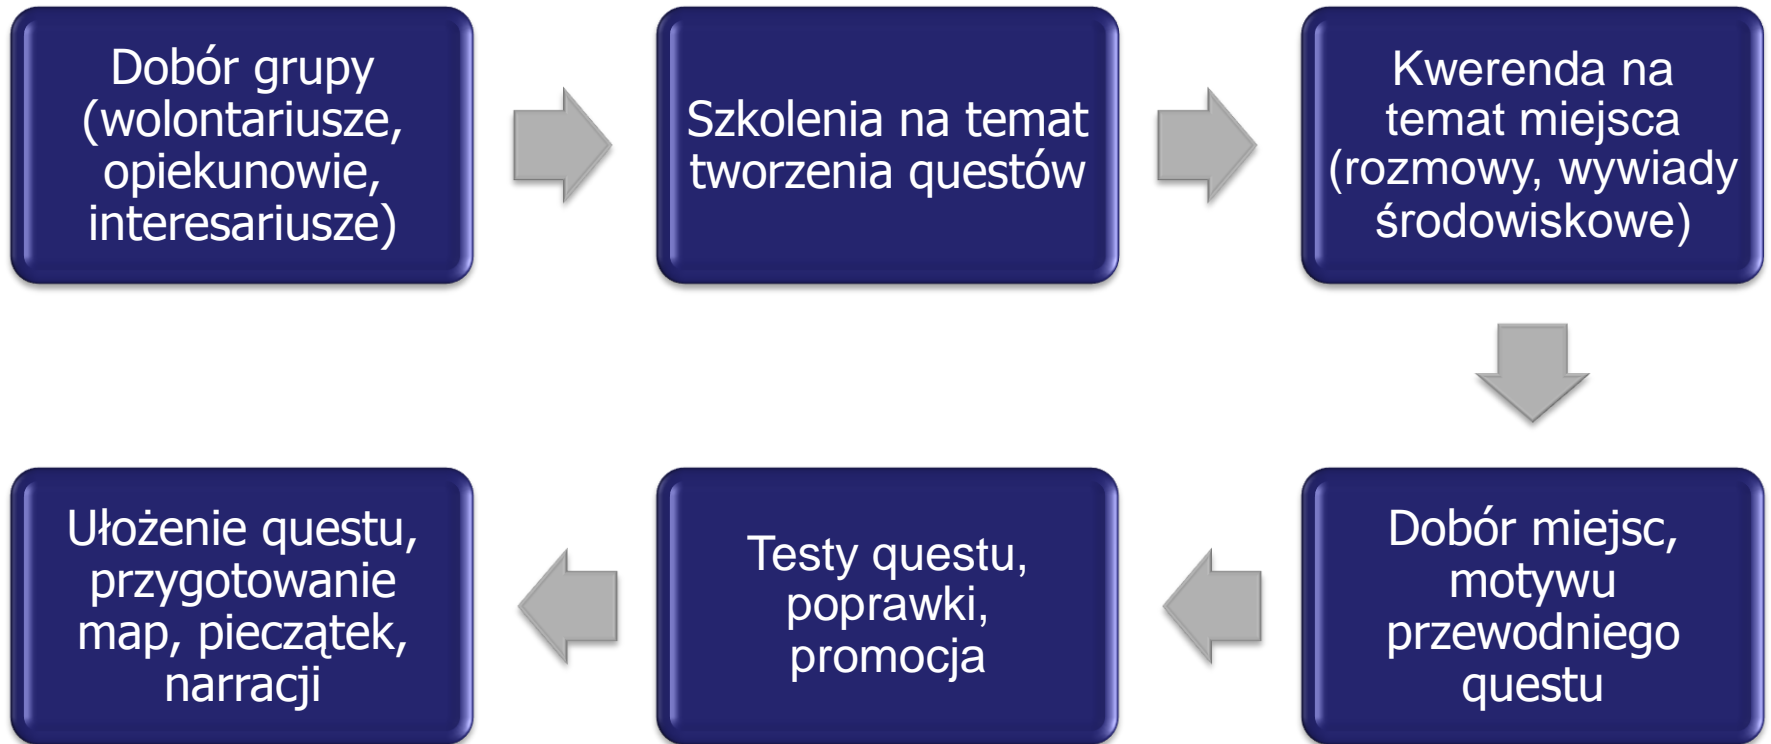 Dobór grupy
(wolontariusze,
opiekunowie,
interesariusze)
Szkolenia na temat
tworzenia questów
Kwerenda na
temat miejsca
(rozmowy, wywiady
środowiskowe)
Dobór miejsc,
motywu
przewodniego
questu
Testy questu,
poprawki,
promocja
Ułożenie questu,
przygotowanie
map, pieczątek,
narracji